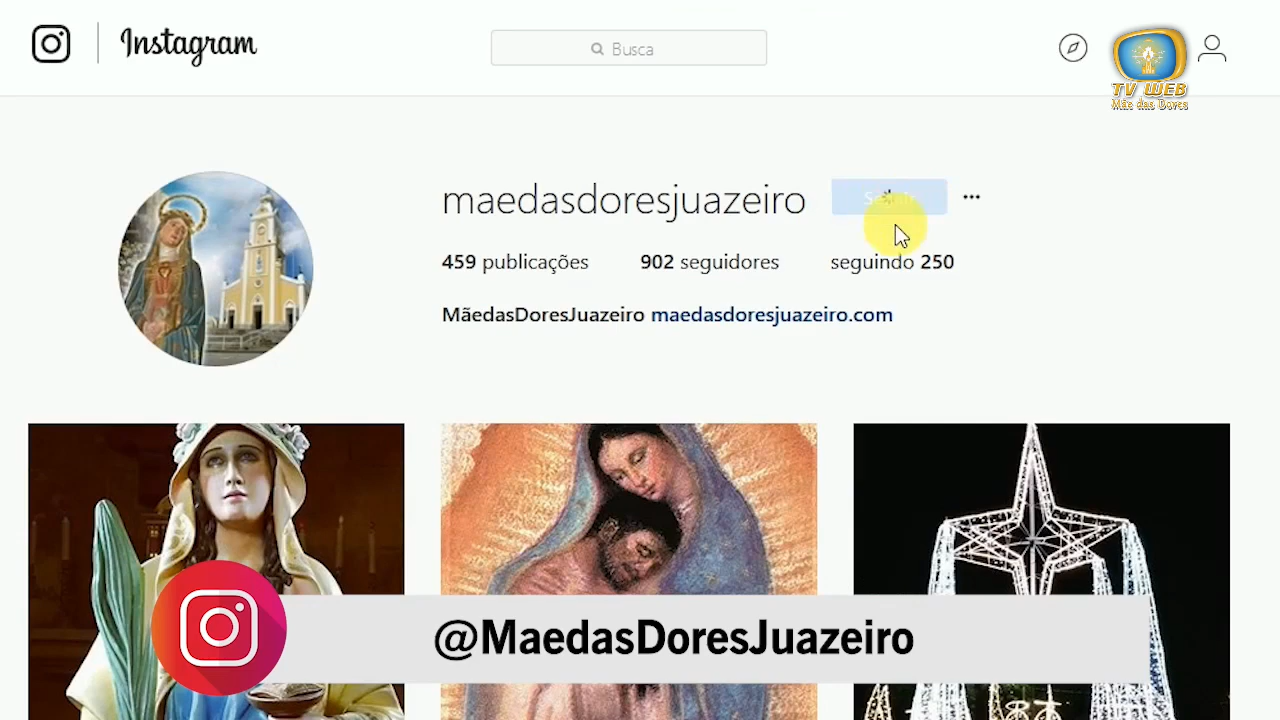 Instagram
Busca
TV WEB
Mãe das Dores
maedasdoresjuazeiro
459 publicações 902 seguidores seguindo 250
MãedasDoresJuazeiro maedasdoresjuazeiro.com
@MaedasDoresJuazeiro